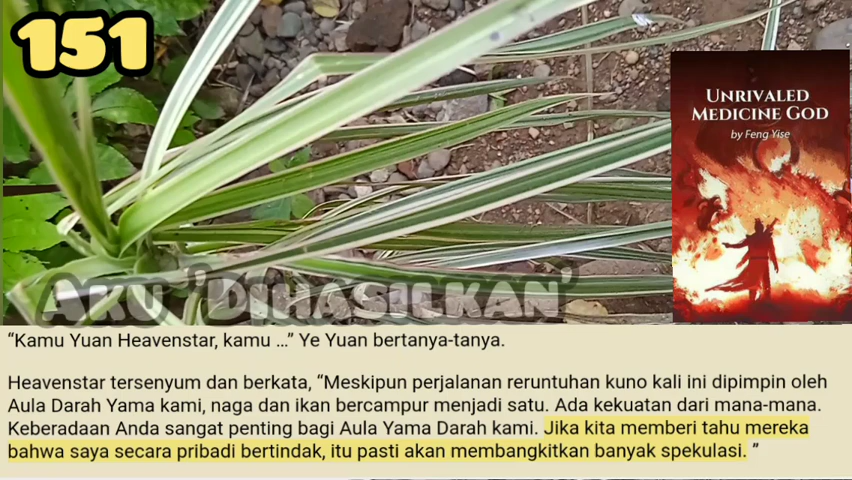 151
UNRIVALED
MEDICINE GOD
by Feng Yise
AKU 'DIHASILKAN'
“Kamu Yuan Heavenstar, kamu ...” Ye Yuan bertanya-tanya.
Heavenstar tersenyum dan berkata, “Meskipun perjalanan reruntuhan kuno kali ini dipimpin oleh
Aula Darah Yama kami, naga dan ikan bercampur menjadi satu. Ada kekuatan dari mana-mana.
Keberadaan Anda sangat penting bagi Aula Yama Darah kami. Jika kita memberi tahu mereka
bahwa saya secara pribadi bertindak, itu pasti akan membangkitkan banyak spekulasi. ”